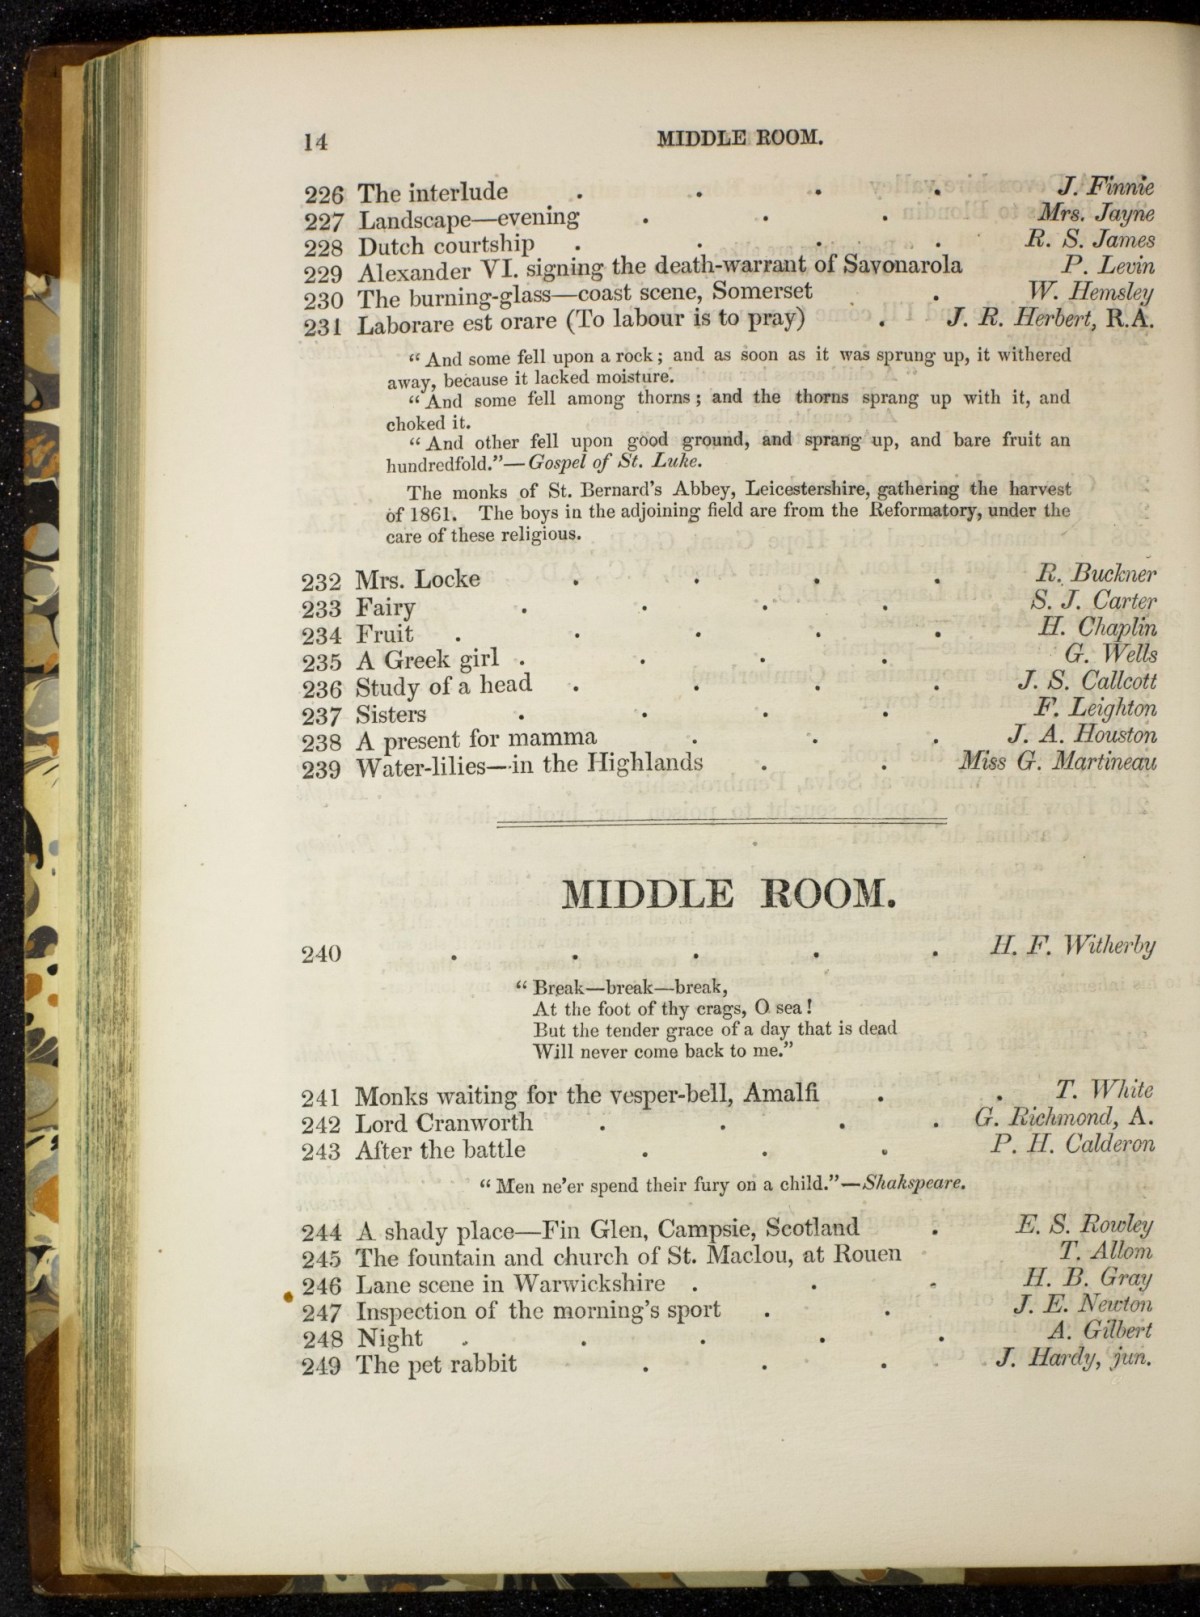 14 MIDDLE ROOM.
226 The interlude . . . . J. Finnie
227 Landscape—evening . . . Mrs. Jayne
228 Dutch courtship . . . . R. S. James
229 Alexander VI. signing the death-warrant of Savonarola P. Levin
230 The burning-glass—coast scene, Somerset . W. Hemsley
231 Laborare est orare (To labour is to pray) . J. R. Herbert, R.A.
“And some fell upon a rock; and as soon as it was sprung up, it withered
away, because it lacked moisture.
“And some fell among thorns; and the thorns sprang up with it, and
choked it.
“And other fell upon good ground, and sprang up, and bare fruit an
hundredfold.”—Gospel of St. Luke.
The monks of St. Bernard’s Abbey, Leicestershire, gathering the harvest
of 1861. The boys in the adjoining field are from the Reformatory, under the
care of these religious.
232 Mrs. Locke . . . . R. Buckner
233 Fairy . . . . S. J. Carter
234 Fruit . . . . . H. Chaplin
235 A Greek girl . . . . G. Wells
236 Study of a head . . . . J. S. Callcott
237 Sisters . . . . F. Leighton
238 A present for mamma . . . J. A. Houston
239 Water-lilies—in the Highlands . . Miss G. Martineau
MIDDLE ROOM.
240 . . . . . H. F. Witherby
“Break—break—break,
At the foot of thy crags, O sea!
But the tender grace of a day that is dead
Will never come back to me.”
241 Monks waiting for the vesper-bell, Amalfi . . T. White
242 Lord Cranworth . . . . G. Richmond, A.
243 After the battle . . . P. H. Calderon
“Men ne’er spend their fury on a child.”—Shakspeare.
244 A shady place—Fin Glen, Campsie, Scotland . E. S. Rowley
245 The fountain and church of St. Maclou, at Rouen T. Allom
246 Lane scene in Warwickshire . . . H. B. Gray
247 Inspection of the morning’s sport . . J. E. Newton
248 Night . . . . . A. Gilbert
249 The pet rabbit . . . J. Hardy, jun.